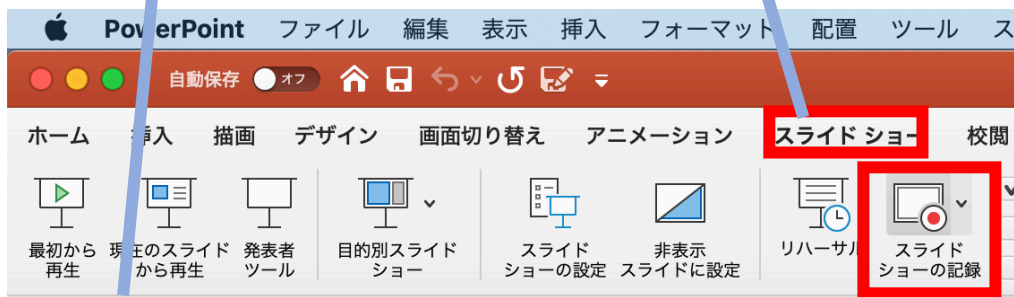 PowerPoint ファイル 編集 表示 挿入 フォーマット 配置 ツール ス
自動保存 オフ
ホーム 挿入 描画 デザイン 画面切り替え アニメーション スライド ショー 校閲
最初から
再生
現在のスライド
から再生
発表者
ツール
目的別スライド
ショー
スライド
ショーの設定
非表示
スライドに設定
リハーサル
スライド
ショーの記録